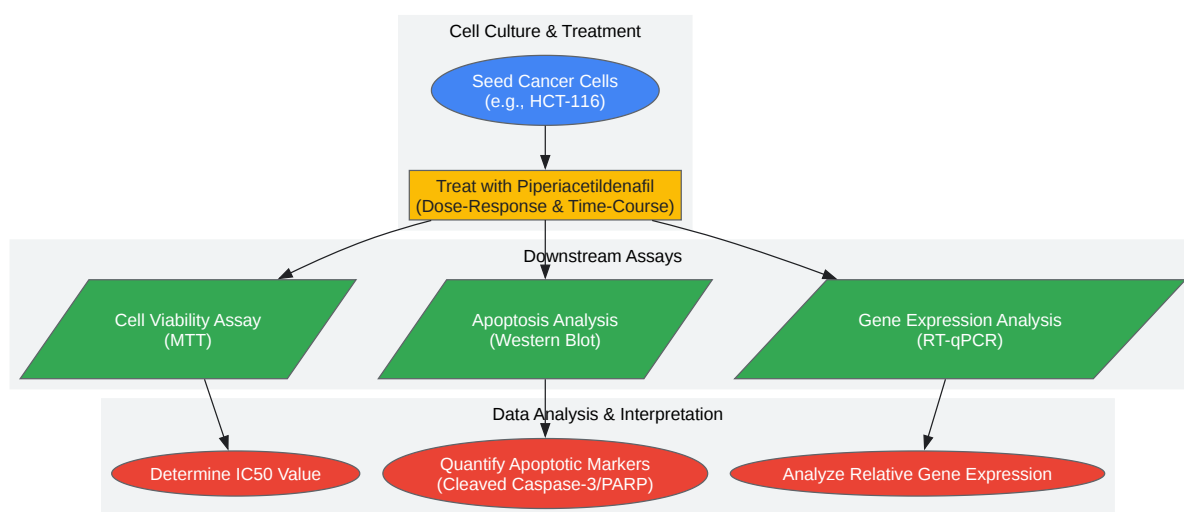 Cell Culture & Treatment
Seed Cancer Cells
(e.g., HCT-116)
Treat with Piperiacetildenafil
(Dose-Response & Time-Course)
Downstream Assays
Cell Viability Assay
(MTT)
Apoptosis Analysis
(Western Blot)
Gene Expression Analysis
(RT-qPCR)
Data Analysis & Interpretation
Determine IC50 Value
Quantify Apoptotic Markers
(Cleaved Caspase-3/PARP)
Analyze Relative Gene Expression